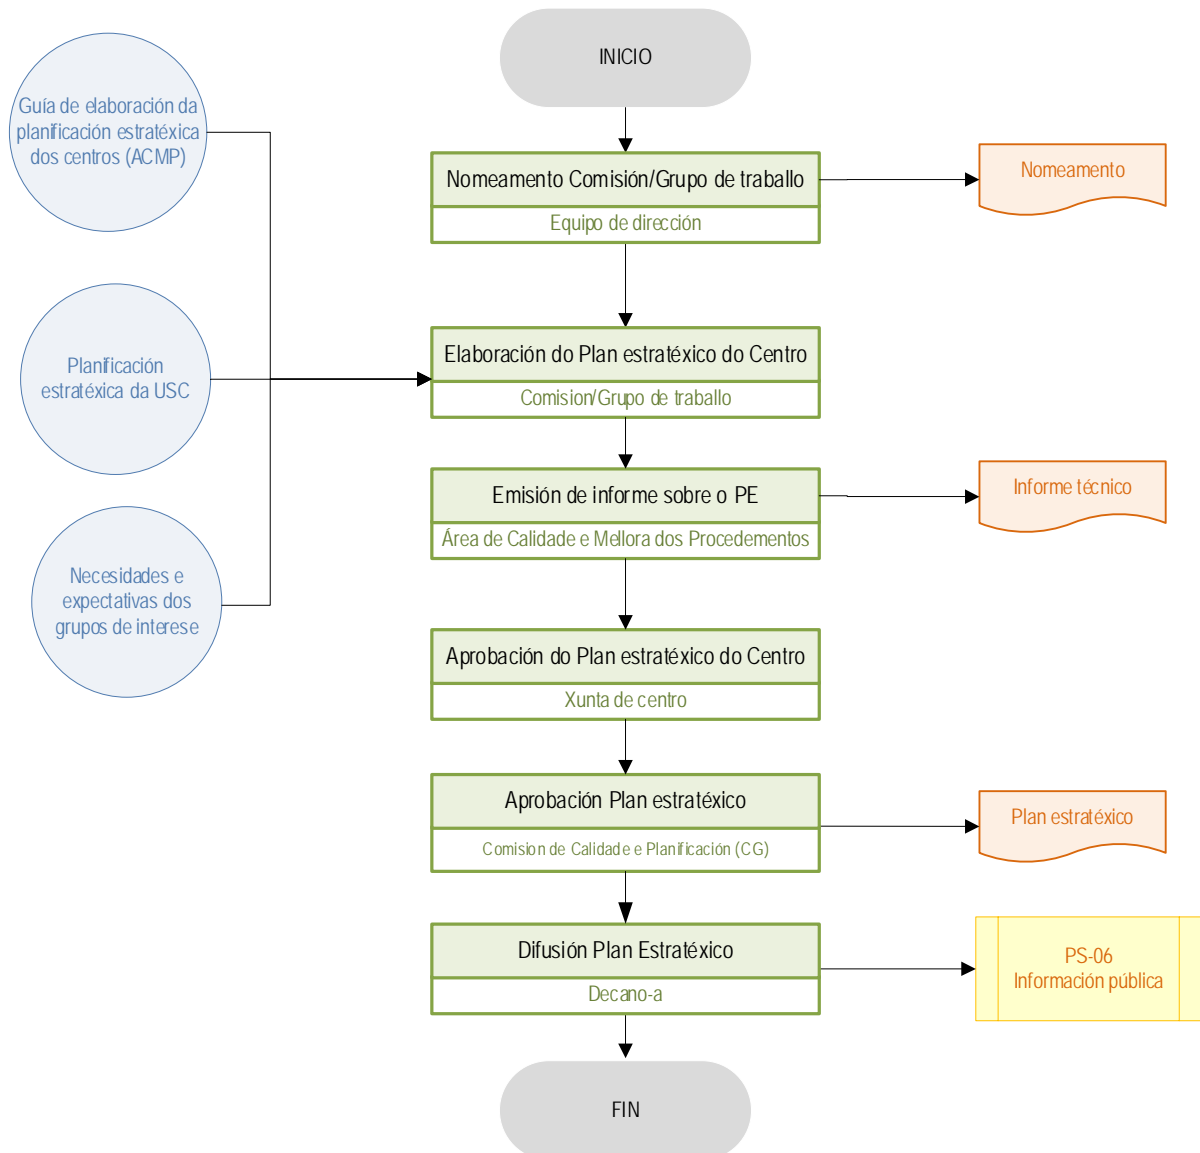 INICIO
Guía de elaboración da
planificación estratéxica
dos centros (ACMP)
Nomeamento Comisión/Grupo de traballo
Equipo de dirección
Nomeamento
Planificación
estratéxica da USC
Elaboración do Plan estratéxico do Centro
Comision/Grupo de traballo
Emisión de informe sobre o PE
Área de Calidade e Mellora dos Procedementos
Informe técnico
Necesidades e
expectativas dos
grupos de interese
Aprobación do Plan estratéxico do Centro
Xunta de centro
Aprobación Plan estratéxico
Comision de Calidade e Planificación (CG)
Plan estratéxico
Difusión Plan Estratéxico
Decano-a
PS-06
Información pública
FIN